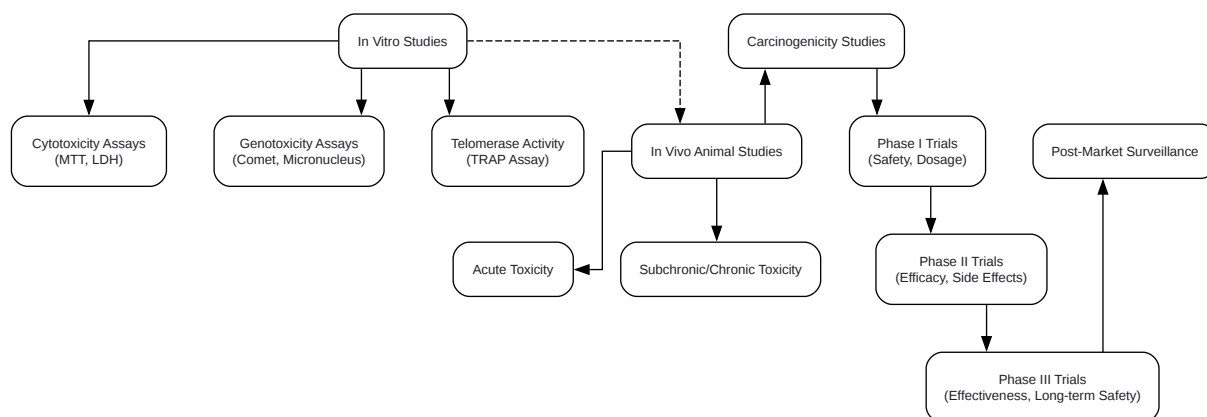 In Vitro Studies
Carcinogenicity Studies
Cytotoxicity Assays
(MTT, LDH)
Genotoxicity Assays
(Comet, Micronucleus)
Telomerase Activity
(TRAP Assay)
In Vivo Animal Studies
Phase I Trials
(Safety, Dosage)
Post-Market Surveillance
Acute Toxicity
Subchronic/Chronic Toxicity
Phase II Trials
(Efficacy, Side Effects)
Phase III Trials
(Effectiveness, Long-term Safety)